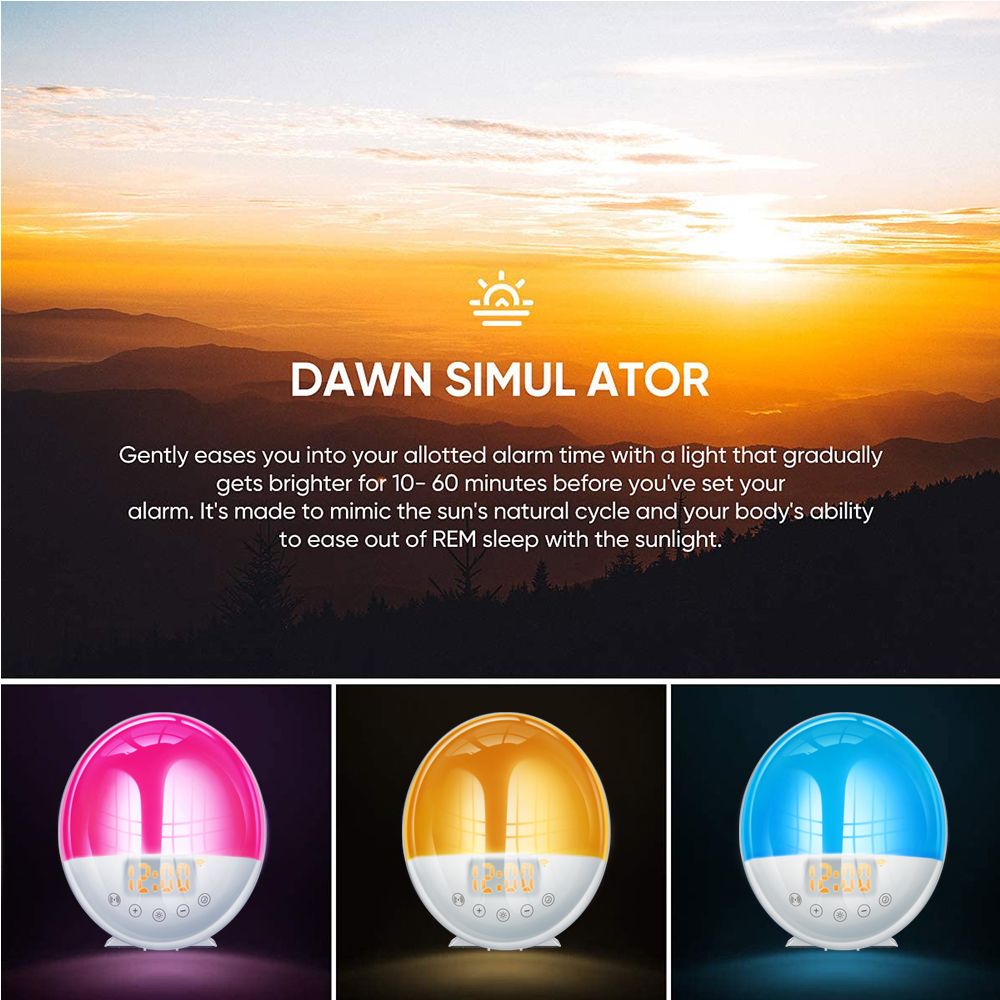 DAWN SIMUL ATOR
Gently eases you into your allotted alarm time with a light that gradually
gets brighter for 10- 60 minutes before you've set your
alarm. It's made to mimic the sun's natural cycle and your body's ability
to ease out of REM sleep with the sunlight.
12:00
12:00
12:00